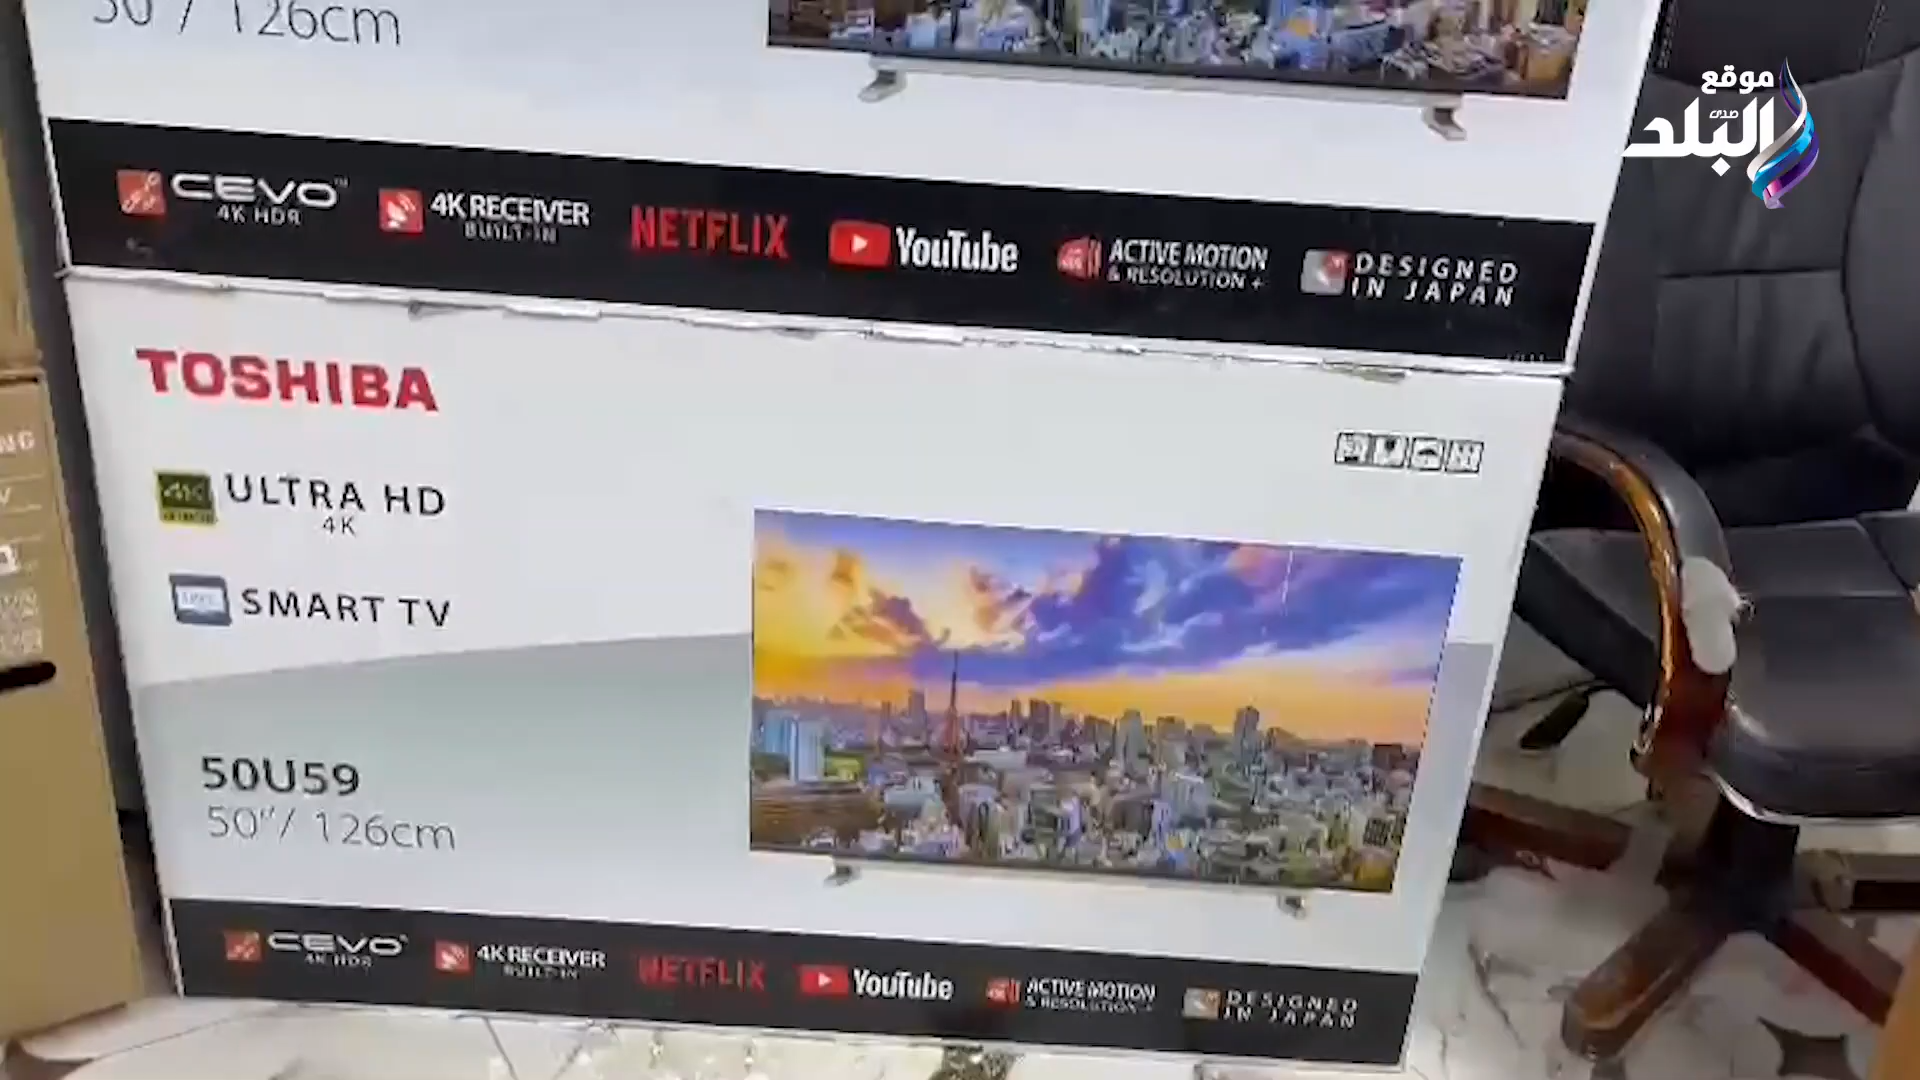 50"/ 126cm
موقع
صدى
البلد
CEVO™
4K HDR
4K RECEIVER
BUILT-IN
NETFLIX
YouTube
ACTIVE MOTION
& RESOLUTION +
DESIGNED
IN JAPAN
TOSHIBA
4K
ULTRA HD
4K
SMART TV
50U59
50"/ 126cm
CEVO
4K HDR
4K RECEIVER
BUILT-IN
NETFLIX
YouTube
ACTIVE MOTION
& RESOLUTION +
DESIGNED
IN JAPAN